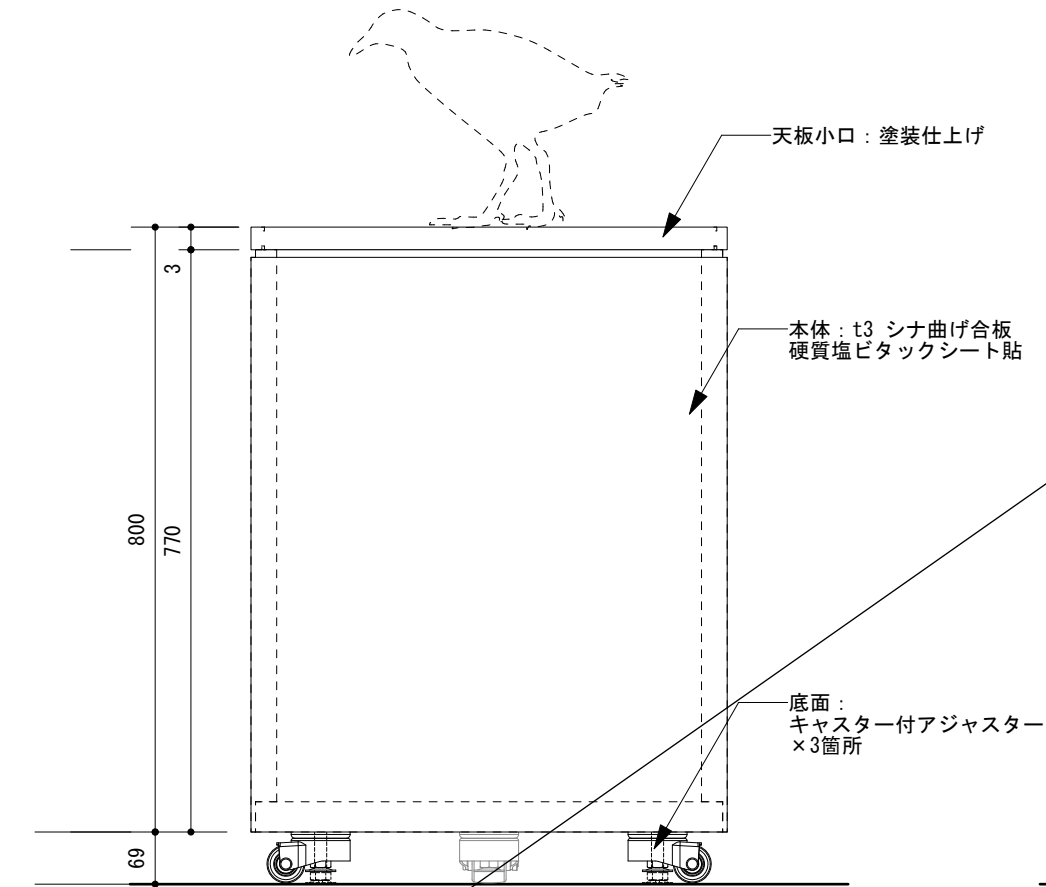 天板小口：塗装仕上げ
3
本体：t3 シナ曲げ合板
硬質塩ビタックシート貼
800
770
底面：
キャスター付アジャスター
×3箇所
69